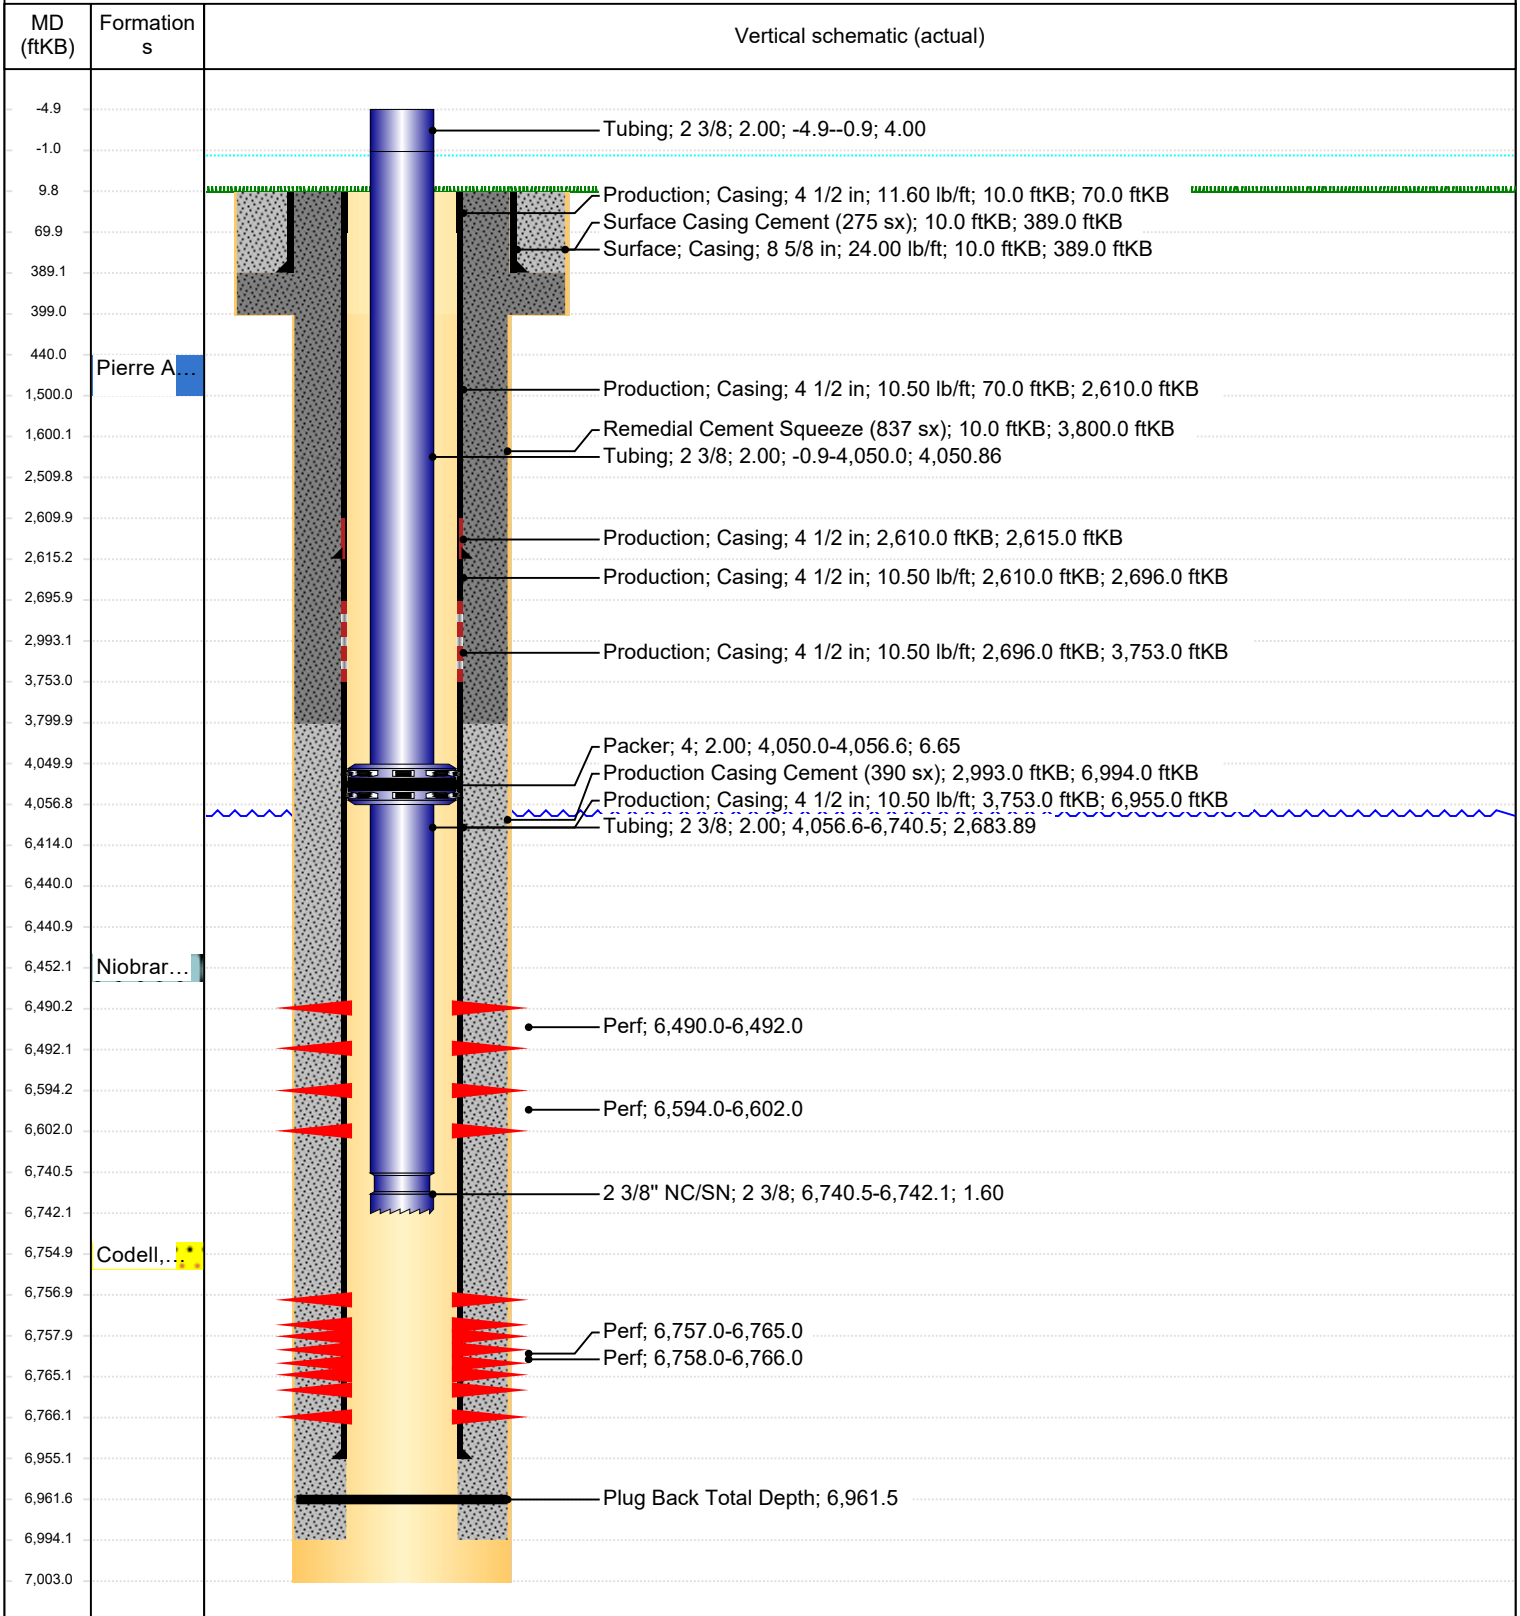 MD
(ftKB)
Formation
s
Vertical schematic (actual)
-4.9
Tubing; 2 3/8; 2.00; -4.9--0.9; 4.00
-1.0
9.8
Production; Casing; 4 1/2 in; 11.60 lb/ft; 10.0 ftKB; 70.0 ftKB
Surface Casing Cement (275 sx); 10.0 ftKB; 389.0 ftKB
69.9
Surface; Casing; 8 5/8 in; 24.00 lb/ft; 10.0 ftKB; 389.0 ftKB
389.1
399.0
440.0
Pierre A...
1,500.0
Production; Casing; 4 1/2 in; 10.50 lb/ft; 70.0 ftKB; 2,610.0 ftKB
1,600.1
Remedial Cement Squeeze (837 sx); 10.0 ftKB; 3,800.0 ftKB
Tubing; 2 3/8; 2.00; -0.9-4,050.0; 4,050.86
2,509.8
2,609.9
Production; Casing; 4 1/2 in; 2,610.0 ftKB; 2,615.0 ftKB
2,615.2
Production; Casing; 4 1/2 in; 10.50 lb/ft; 2,610.0 ftKB; 2,696.0 ftKB
2,695.9
2,993.1
Production; Casing; 4 1/2 in; 10.50 lb/ft; 2,696.0 ftKB; 3,753.0 ftKB
3,753.0
3,799.9
Packer; 4; 2.00; 4,050.0-4,056.6; 6.65
4,049.9
Production Casing Cement (390 sx); 2,993.0 ftKB; 6,994.0 ftKB
Production; Casing; 4 1/2 in; 10.50 lb/ft; 3,753.0 ftKB; 6,955.0 ftKB
4,056.8
Tubing; 2 3/8; 2.00; 4,056.6-6,740.5; 2,683.89
6,414.0
6,440.0
6,440.9
6,452.1
Niobrar...
6,490.2
Perf; 6,490.0-6,492.0
6,492.1
6,594.2
Perf; 6,594.0-6,602.0
6,602.0
6,740.5
2 3/8" NC/SN; 2 3/8; 6,740.5-6,742.1; 1.60
6,742.1
6,754.9
Codell,...
6,756.9
Perf; 6,757.0-6,765.0
6,757.9
Perf; 6,758.0-6,766.0
6,765.1
6,766.1
6,955.1
6,961.6
Plug Back Total Depth; 6,961.5
6,994.1
7,003.0